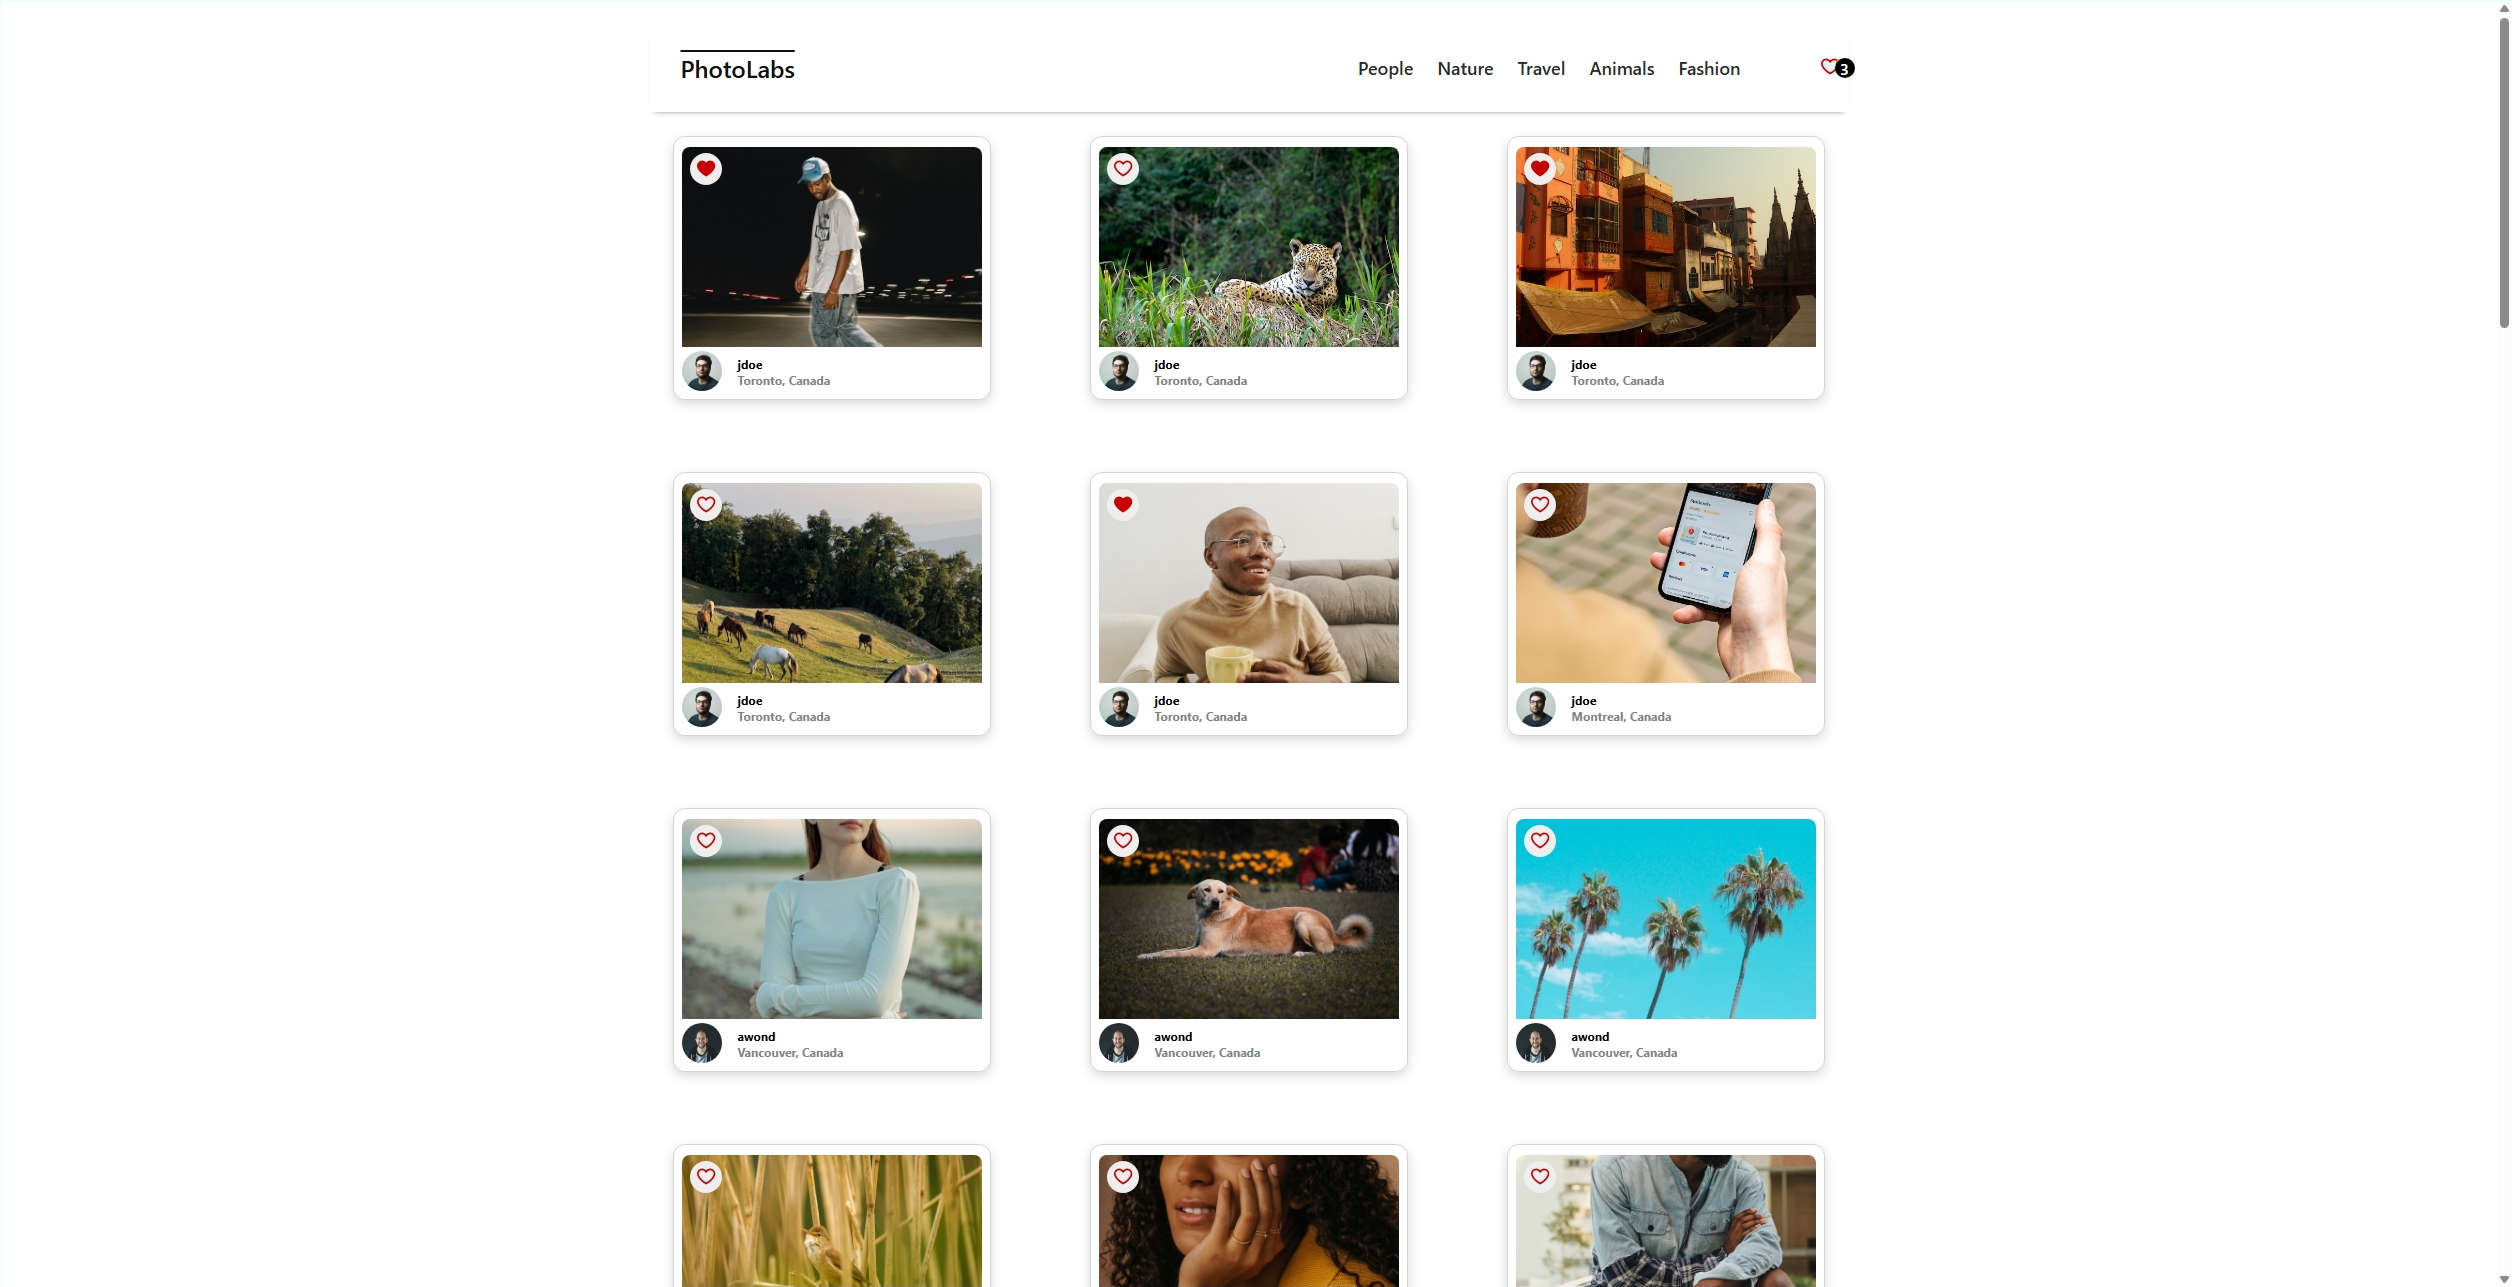 PhotoLabs
People Nature Travel Animals Fashion 3
jdoe
Toronto, Canada
jdoe
Toronto, Canada
jdoe
Toronto, Canada
jdoe
Toronto, Canada
jdoe
Toronto, Canada
jdoe
Montreal, Canada
awond
Vancouver, Canada
awond
Vancouver, Canada
awond
Vancouver, Canada